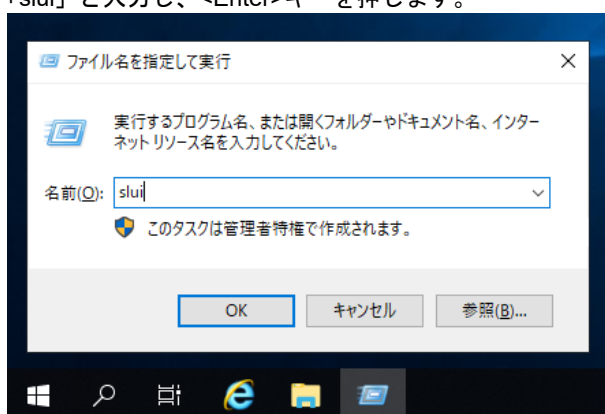 「slui」と入力し、<Enter>キーを押します。
ファイル名を指定して実行
実行するプログラム名、または開くフォルダーやドキュメント名、インター
ネット リソース名を入力してください。
名前(O): slui
このタスクは管理者特権で作成されます。
OK キャンセル 参照(B)...